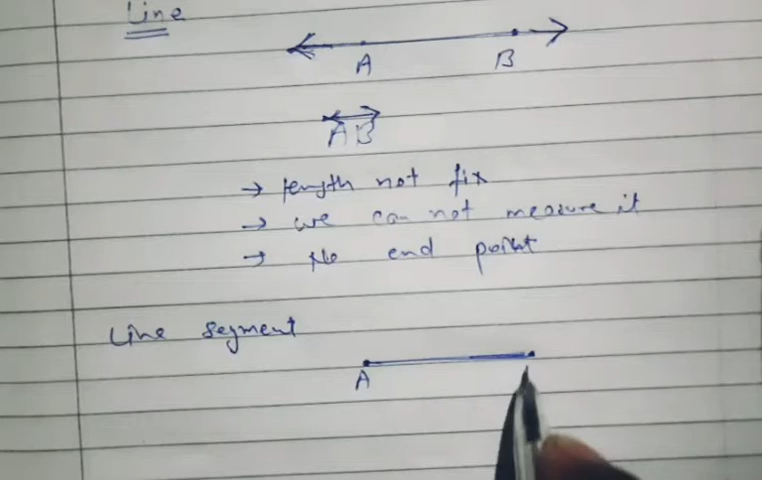 Line
A B
AB
→ length not fix
→ we can not measure it
→ No end point
Line segment
A